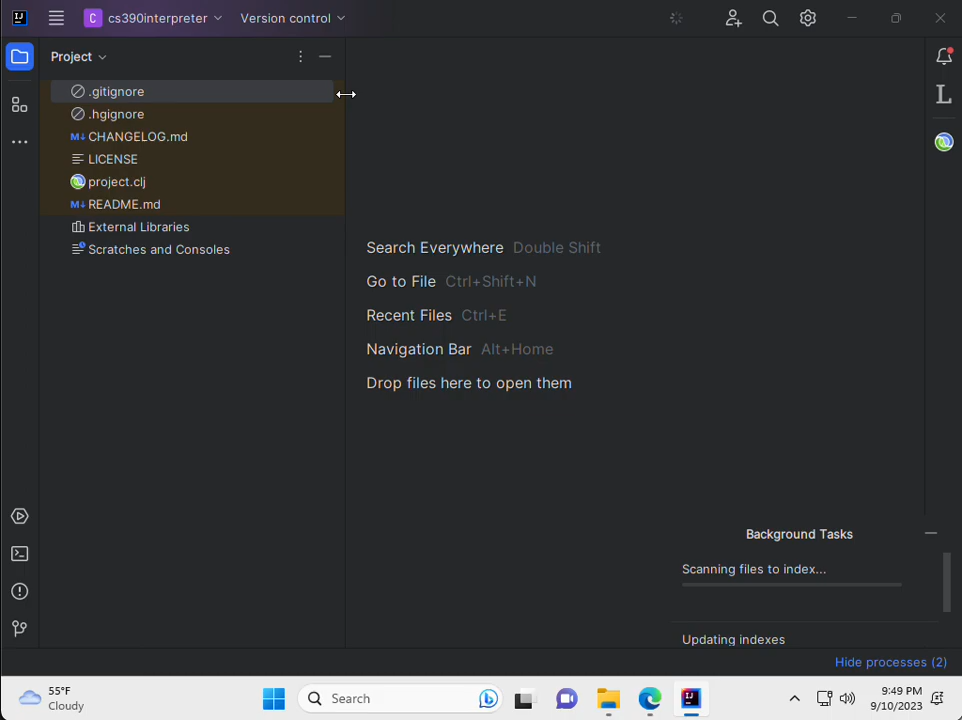 IJ
C cs390interpreter
Version control
Project
.gitignore
.hgignore
M↓ CHANGELOG.md
LICENSE
project.clj
M↓ README.md
External Libraries
Scratches and Consoles
Search Everywhere Double Shift
Go to File Ctrl+Shift+N
Recent Files Ctrl+E
Navigation Bar Alt+Home
Drop files here to open them
L
Background Tasks
Scanning files to index...
Updating indexes
Hide processes (2)
55°F
Cloudy
Search
IJ
9:49 PM
9/10/2023